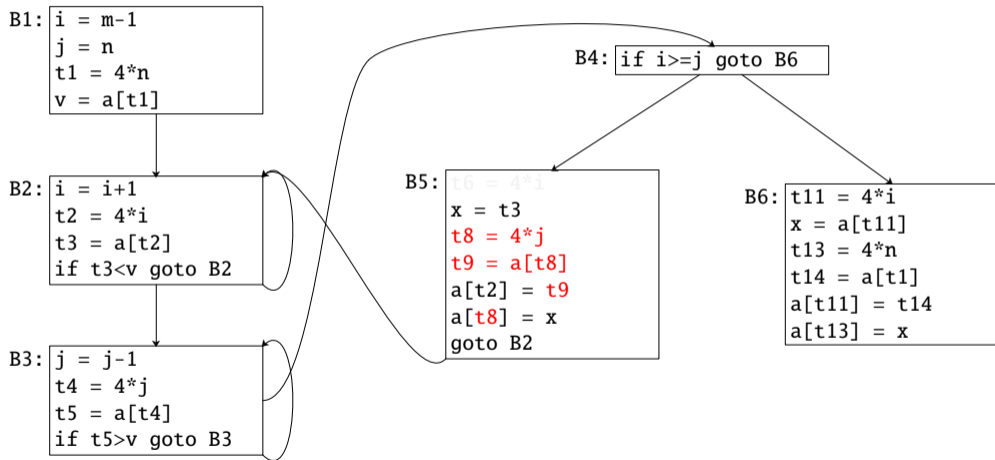 B1: i = m-1
j = n
t1 = 4*n
v = a[t1]
B2: i = i+1
t2 = 4*i
t3 = a[t2]
if t3<v goto B2
B3: j = j-1
t4 = 4*j
t5 = a[t4]
if t5>v goto B3
B4: if i>=j goto B6
B5: t6 = 4*i
x = t3
t8 = 4*j
t9 = a[t8]
a[t2] = t9
a[t8] = x
goto B2
B6: t11 = 4*i
x = a[t11]
t13 = 4*n
t14 = a[t1]
a[t11] = t14
a[t13] = x